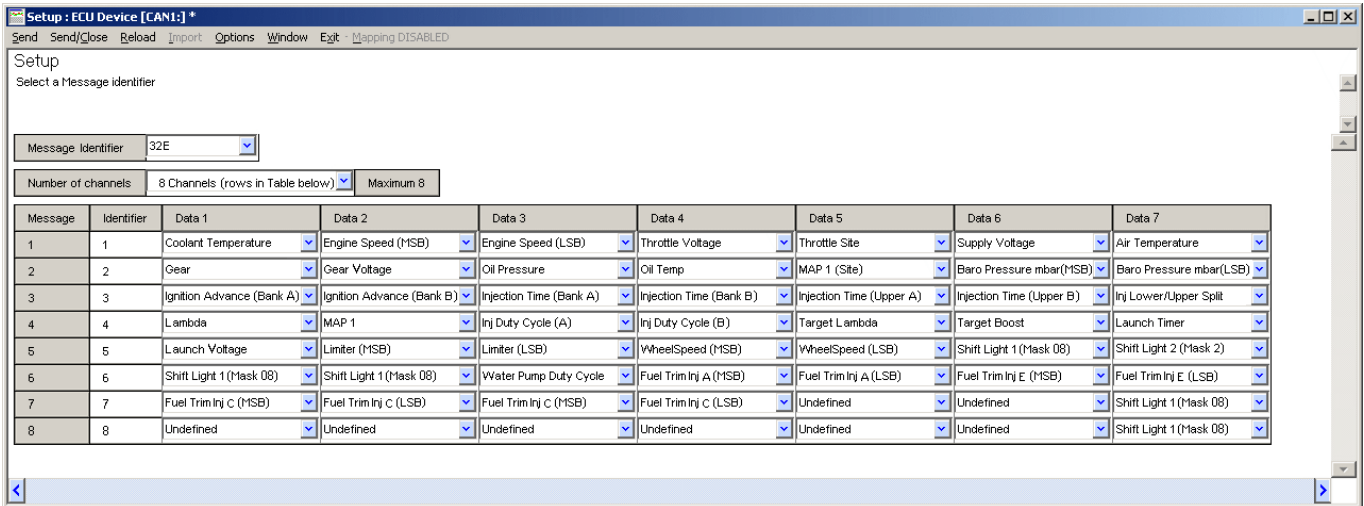 Setup : ECU Device [CAN1:] *
Send Send/Close Reload Import Options Window Exit - Mapping DISABLED
Setup
Select a Message identifier
Message Identifier 32E
Number of channels 8 Channels (rows in Table below) Maximum 8
Message Identifier Data 1 Data 2 Data 3 Data 4 Data 5 Data 6 Data 7
1 1 Coolant Temperature Engine Speed (MSB) Engine Speed (LSB) Throttle Voltage Throttle Site Supply Voltage Air Temperature
2 2 Gear Gear Voltage Oil Pressure Oil Temp MAP 1 (Site) Baro Pressure mbar(MSB) Baro Pressure mbar(LSB)
3 3 Ignition Advance (Bank A) Ignition Advance (Bank B) Injection Time (Bank A) Injection Time (Bank B) Injection Time (Upper A) Injection Time (Upper B) Inj Lower/Upper Split
4 4 Lambda MAP 1 Inj Duty Cycle (A) Inj Duty Cycle (B) Target Lambda Target Boost Launch Timer
5 5 Launch Voltage Limiter (MSB) Limiter (LSB) WheelSpeed (MSB) WheelSpeed (LSB) Shift Light 1 (Mask 08) Shift Light 2 (Mask 2)
6 6 Shift Light 1 (Mask 08) Shift Light 1 (Mask 08) Water Pump Duty Cycle Fuel Trim Inj A (MSB) Fuel Trim Inj A (LSB) Fuel Trim Inj E (MSB) Fuel Trim Inj E (LSB)
7 7 Fuel Trim Inj C (MSB) Fuel Trim Inj C (LSB) Fuel Trim Inj C (MSB) Fuel Trim Inj C (LSB) Undefined Undefined Shift Light 1 (Mask 08)
8 8 Undefined Undefined Undefined Undefined Undefined Undefined Shift Light 1 (Mask 08)